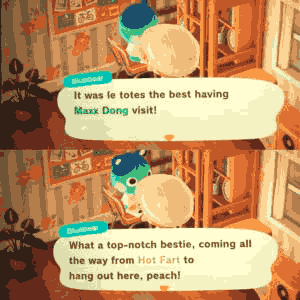 Bluebear
It was le totes the best having
Maxx Dong visit!
Bluebear
What a top-notch bestie, coming all
the way from Hot Fart to
hang out here, peach!